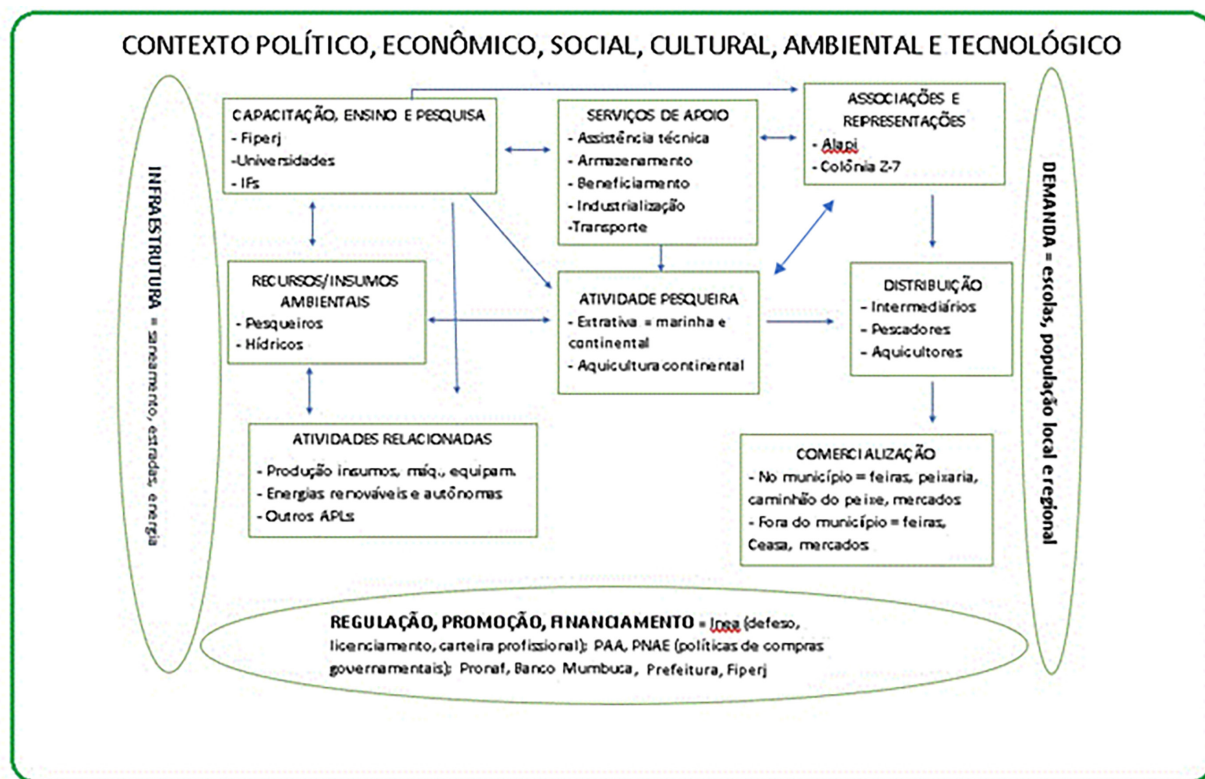 CONTEXTO POLÍTICO, ECONÔMICO, SOCIAL, CULTURAL, AMBIENTAL E TECNOLÓGICO
INFRAESTRUTURA = saneamento, estradas, energia
CAPACITAÇÃO, ENSINO E PESQUISA
- Fiperj
-Universidades
- IFs
SERVIÇOS DE APOIO
- Assistência técnica
- Armazenamento
- Beneficiamento
- Industrialização
-Transporte
ASSOCIAÇÕES E
REPRESENTAÇÕES
- Alapi
- Colônia Z-7
RECURSOS/INSUMOS
AMBIENTAIS
- Pesqueiros
- Hídricos
ATIVIDADE PESQUEIRA
- Extrativa = marinha e
continental
- Aquicultura continental
DISTRIBUIÇÃO
- Intermediários
- Pescadores
- Aquicultores
ATIVIDADES RELACIONADAS
- Produção insumos, máq., equipam.
- Energias renováveis e autônomas
- Outros APLs
COMERCIALIZAÇÃO
- No município = feiras, peixaria,
caminhão do peixe, mercados
- Fora do município = feiras,
Ceasa, mercados
DEMANDA = escolas, população local e regional
REGULAÇÃO, PROMOÇÃO, FINANCIAMENTO = Inea (defeso,
licenciamento, carteira profissional); PAA, PNAE (políticas de compras
governamentais); Pronaf, Banco Mumbuca, Prefeitura, Fiperj